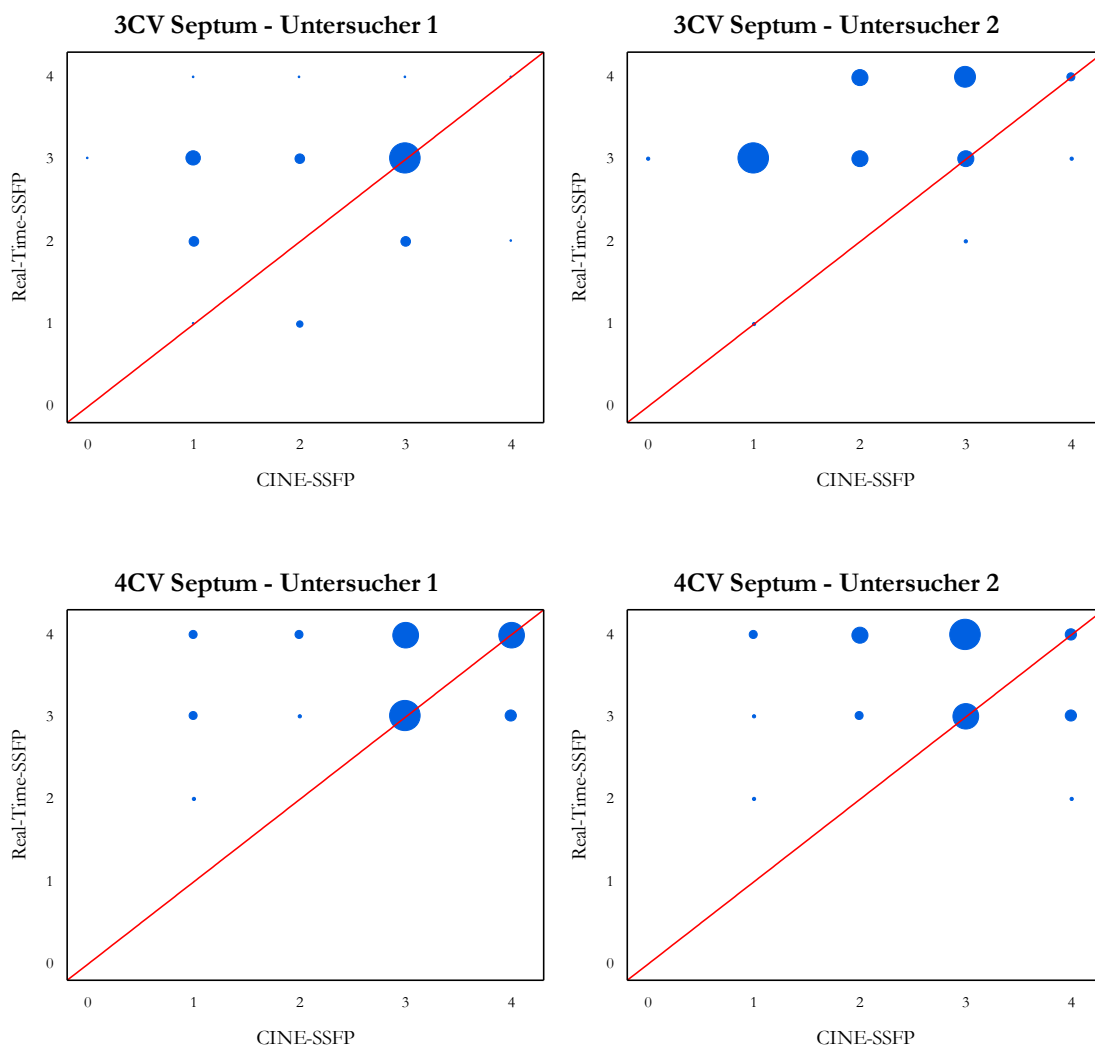 3CV Septum - Untersucher 1
Real-Time-SSFP
4
3
2
1
0
0 1 2 3 4
CINE-SSFP
3CV Septum - Untersucher 2
Real-Time-SSFP
4
3
2
1
0
0 1 2 3 4
CINE-SSFP
4CV Septum - Untersucher 1
Real-Time-SSFP
4
3
2
1
0
0 1 2 3 4
CINE-SSFP
4CV Septum - Untersucher 2
Real-Time-SSFP
4
3
2
1
0
0 1 2 3 4
CINE-SSFP